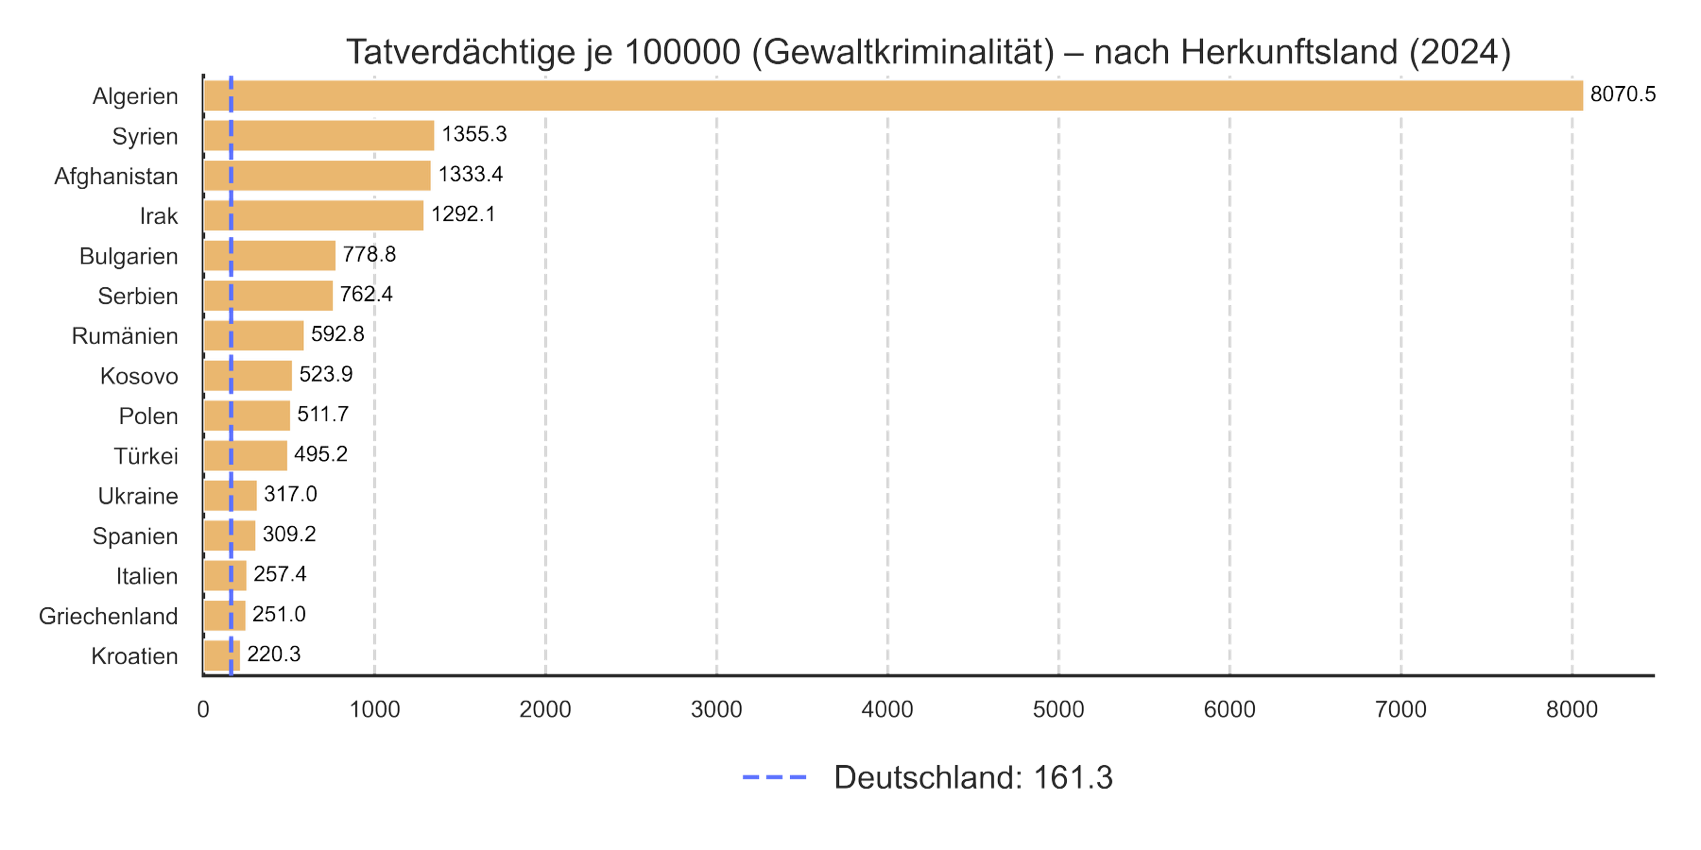 Tatverdächtige je 100000 (Gewaltkriminalität) – nach Herkunftsland (2024)
Algerien 8070.5
Syrien 1355.3
Afghanistan 1333.4
Irak 1292.1
Bulgarien 778.8
Serbien 762.4
Rumänien 592.8
Kosovo 523.9
Polen 511.7
Türkei 495.2
Ukraine 317.0
Spanien 309.2
Italien 257.4
Griechenland 251.0
Kroatien 220.3
0 1000 2000 3000 4000 5000 6000 7000 8000
Deutschland: 161.3